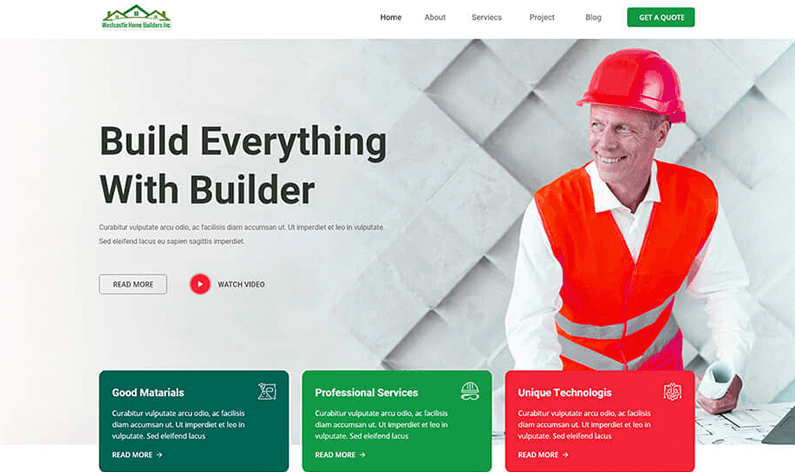 Westcastle Home Builders Inc.
Home About Serviecs Project Blog GET A QUOTE
Build Everything
With Builder
Curabitur vulputate arcu odio, ac facilisis diam accumsan ut. Ut imperdiet et leo in vulputate.
Sed eleifend lacus eu sapien sagittis imperdiet.
READ MORE WATCH VIDEO
Good Matarials
Curabitur vulputate arcu odio, ac facilisis
diam accumsan ut. Ut imperdiet et leo in
vulputate. Sed eleifend lacus
READ MORE →
Professional Services
Curabitur vulputate arcu odio, ac facilisis
diam accumsan ut. Ut imperdiet et leo in
vulputate. Sed eleifend lacus
READ MORE →
Unique Technologis
Curabitur vulputate arcu odio, ac facilisis
diam accumsan ut. Ut imperdiet et leo in
vulputate. Sed eleifend lacus
READ MORE →